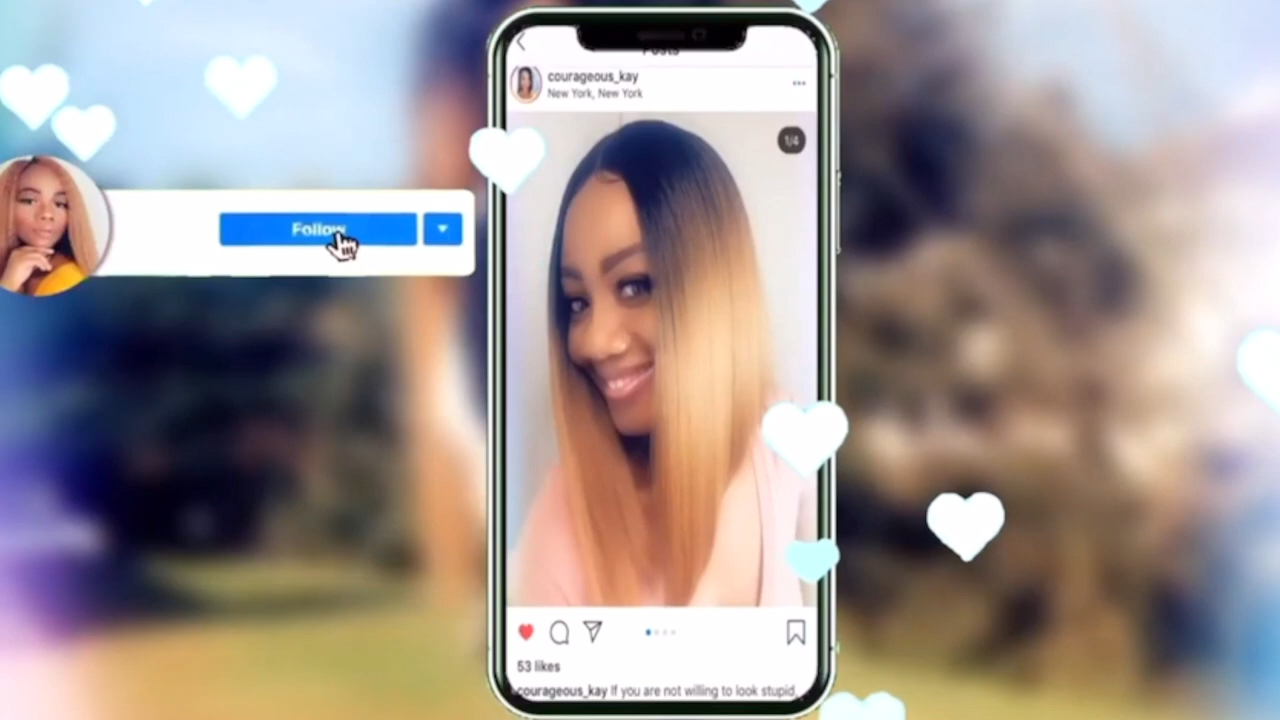 Posts
courageous_kay
New York, New York
1/4
Follow
53 likes
courageous_kay If you are not willing to look stupid,